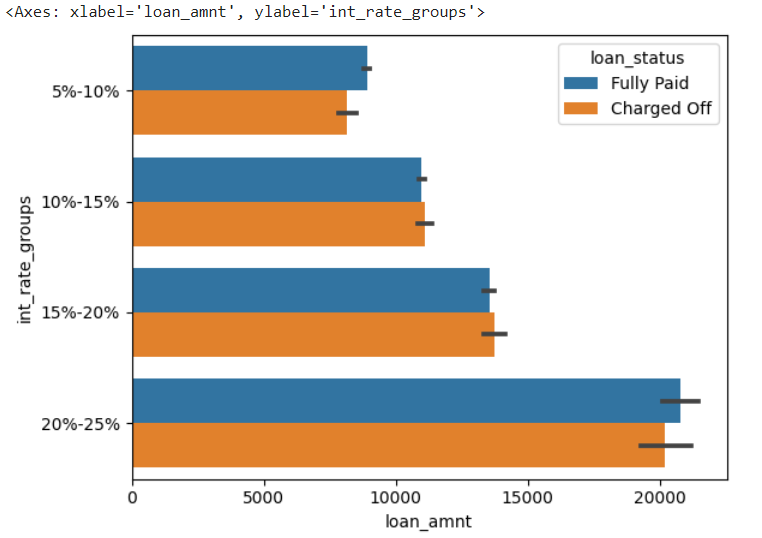 <Axes: xlabel='loan_amnt', ylabel='int_rate_groups'>
loan_status
Fully Paid
Charged Off
5%-10%
10%-15%
15%-20%
20%-25%
int_rate_groups
0 5000 10000 15000 20000
loan_amnt